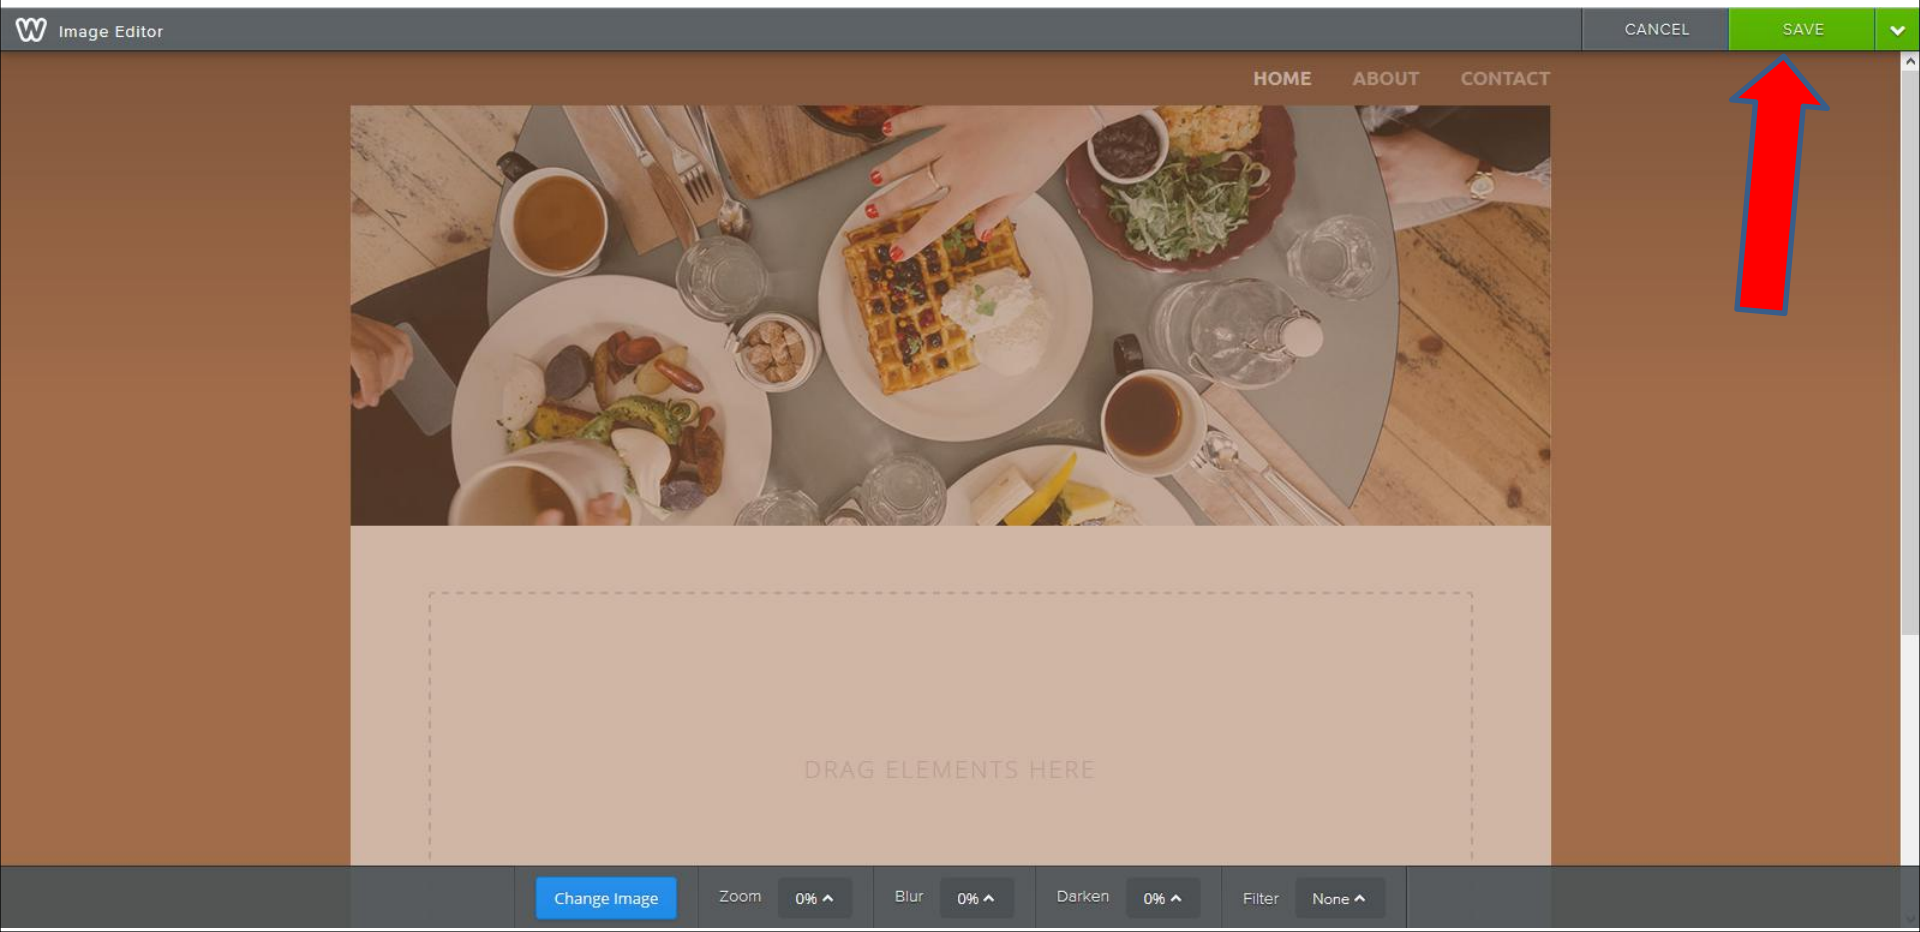 Image Editor
CANCEL
SAVE
HOME ABOUT CONTACT
DRAG ELEMENTS HERE
Change Image Zoom 0% Blur 0% Darken 0% Filter None